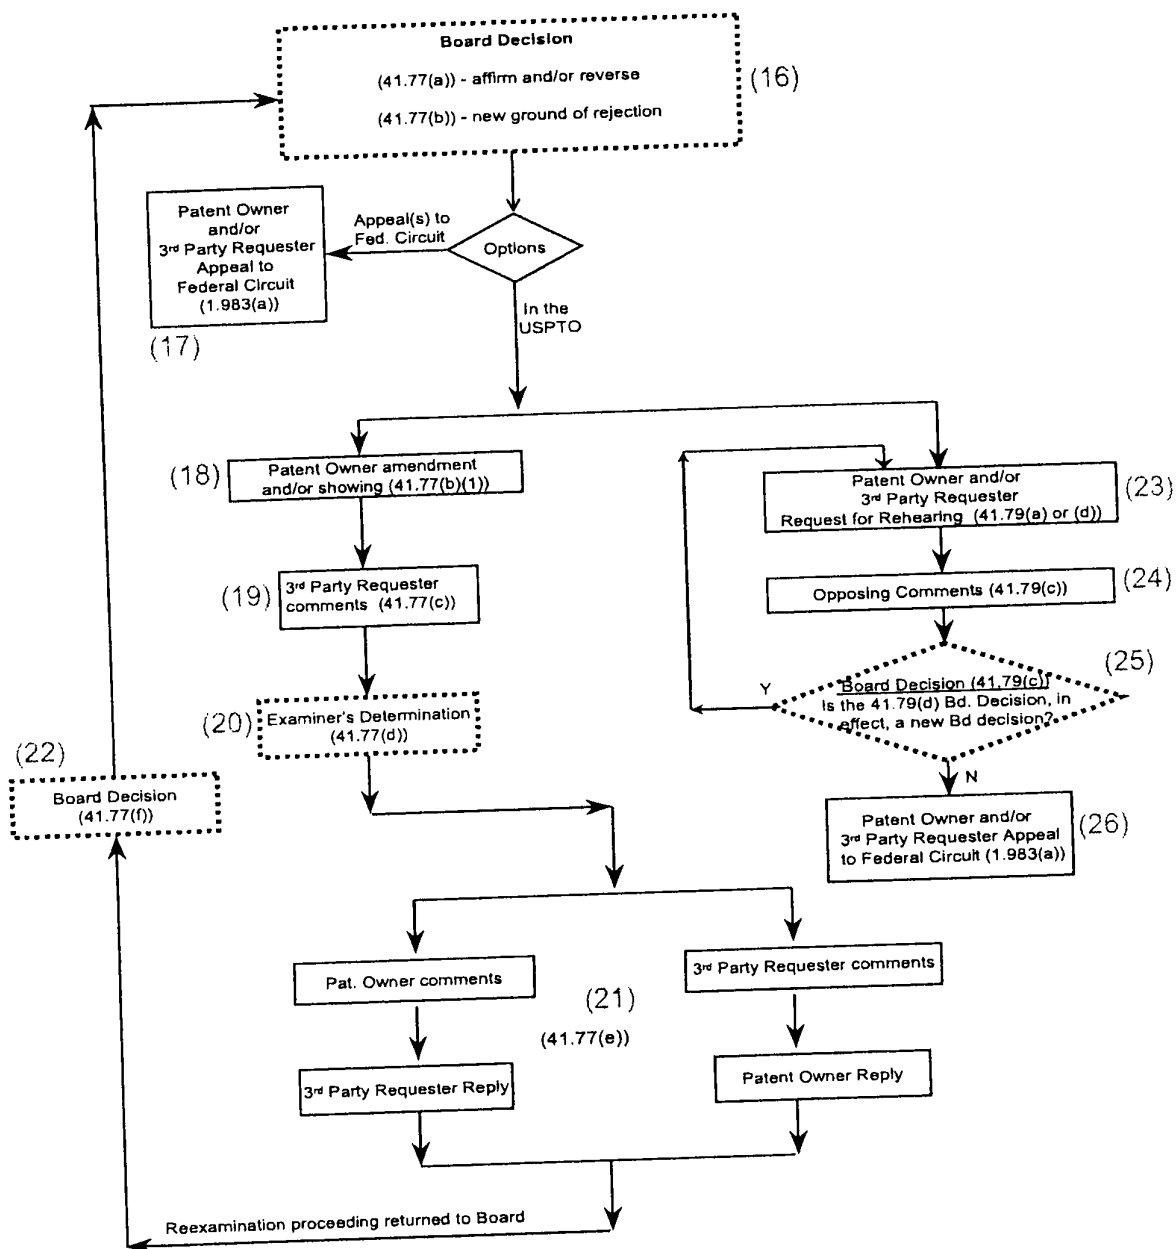 Board Decision
(41.77(a)) - affirm and/or reverse
(41.77(b)) - new ground of rejection
(16)
Patent Owner
and/or
3rd Party Requester
Appeal to
Federal Circuit
(1.983(a))
(17)
Appeal(s) to
Fed. Circuit
Options
In the
USPTO
(18)
Patent Owner amendment
and/or showing (41.77(b)(1))
(19)
3rd Party Requester
comments (41.77(c))
(20)
Examiner's Determination
(41.77(d))
(22)
Board Decision
(41.77(f))
Patent Owner and/or
3rd Party Requester
Request for Rehearing (41.79(a) or (d))
(23)
Opposing Comments (41.79(c))
(24)
(25)
Y
Board Decision (41,79(c))
Is the 41.79(d) Bd. Decision, in
effect, a new Bd decision?
N
Patent Owner and/or
3rd Party Requester Appeal
to Federal Circuit (1.983(a))
(26)
Pat. Owner comments
3rd Party Requester comments
(21)
(41.77(e))
3rd Party Requester Reply
Patent Owner Reply
Reexamination proceeding returned to Board